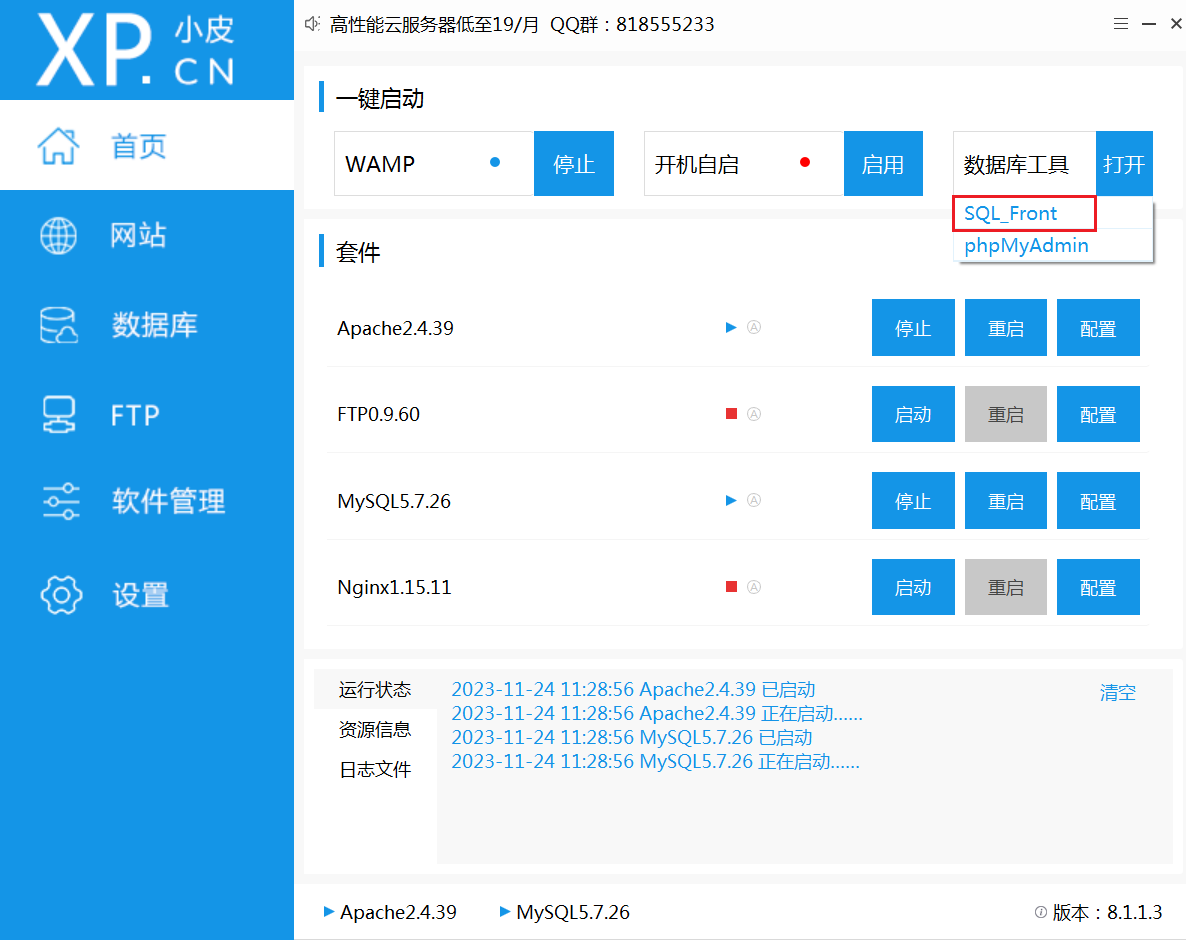 XP.CN 小皮
高性能云服务器低至19/月 QQ群：818555233
首页
网站
数据库
FTP
软件管理
设置
一键启动
WAMP 停止 开机自启 启用 数据库工具 打开
SQL_Front
phpMyAdmin
套件
Apache2.4.39 Ⓐ 停止 重启 配置
FTP0.9.60 Ⓐ 启动 重启 配置
MySQL5.7.26 Ⓐ 停止 重启 配置
Nginx1.15.11 Ⓐ 启动 重启 配置
运行状态
资源信息
日志文件
2023-11-24 11:28:56 Apache2.4.39 已启动
2023-11-24 11:28:56 Apache2.4.39 正在启动......
2023-11-24 11:28:56 MySQL5.7.26 已启动
2023-11-24 11:28:56 MySQL5.7.26 正在启动......
清空
Apache2.4.39 MySQL5.7.26 版本：8.1.1.3